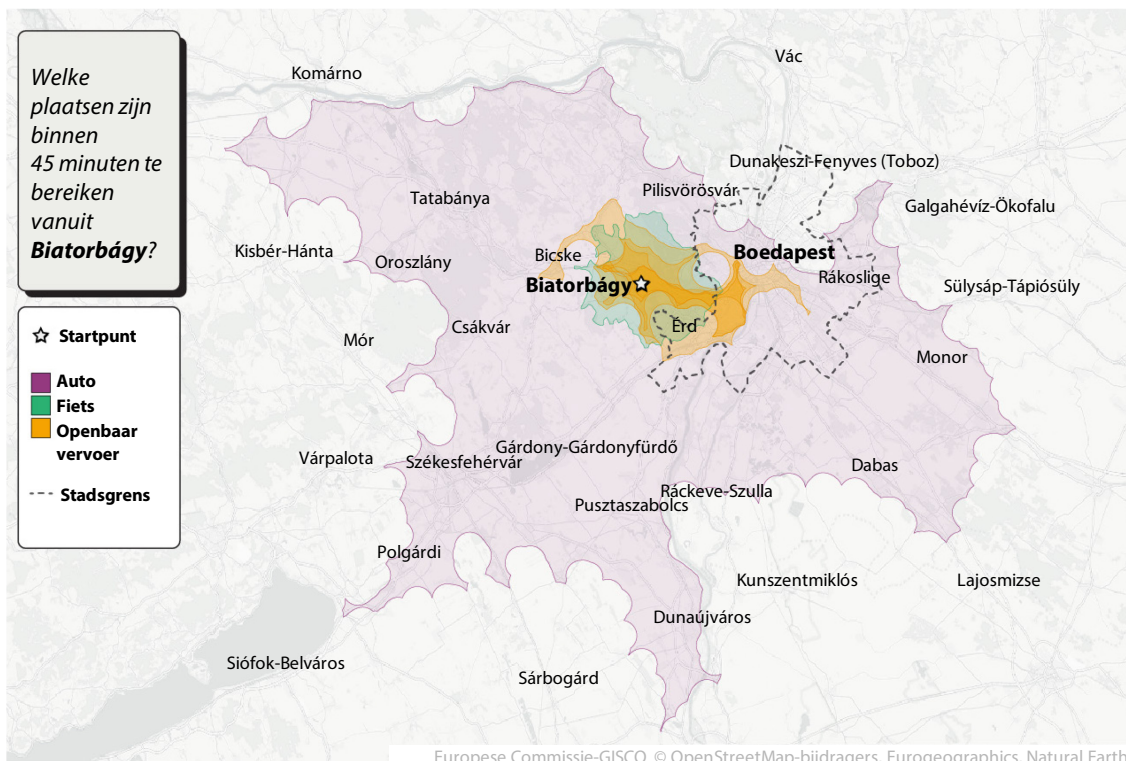 Welke
plaatsen zijn
binnen
45 minuten te
bereiken
vanuit
Biatorbágy?
Startpunt
Auto
Fiets
Openbaar
vervoer
Stadsgrens
Komárno
Vác
Dunakeszi-Fenyves (Toboz)
Pilisvörösvár
Tatabánya
Galgahévíz-Ökofalu
Kisbér-Hánta
Oroszlány
Bicske
Boedapest
Rákoslige
Biatorbágy
Sülysáp-Tápiósüly
Csákvár
Érd
Mór
Monor
Gárdony-Gárdonyfürdő
Várpalota
Székesfehérvár
Dabas
Ráckeve-Szulla
Pusztaszabolcs
Polgárdi
Kunszentmiklós
Lajosmizse
Dunaújváros
Siófok-Belváros
Sárbogárd
Europese Commissie-GISCO, © OpenStreetMap-bijdragers, Eurogeographics, Natural Earth